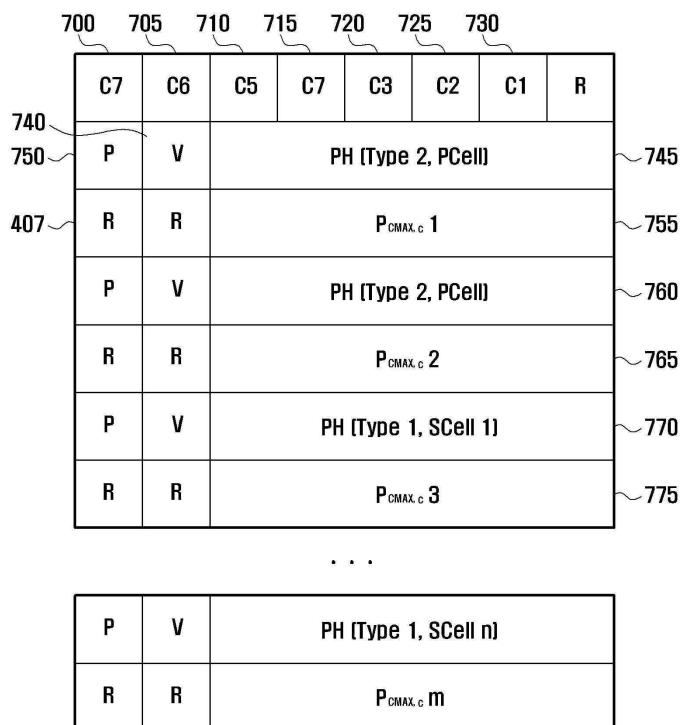 700 705 710 715 720 725 730
C7 C6 C5 C7 C3 C2 C1 R
740
750 P V PH (Type 2, PCell) 745
407 R R PCMAX, c 1 755
P V PH (Type 2, PCell) 760
R R PCMAX, c 2 765
P V PH (Type 1, SCell 1) 770
R R PCMAX, c 3 775
. . .
P V PH (Type 1, SCell n)
R R PCMAX, c m